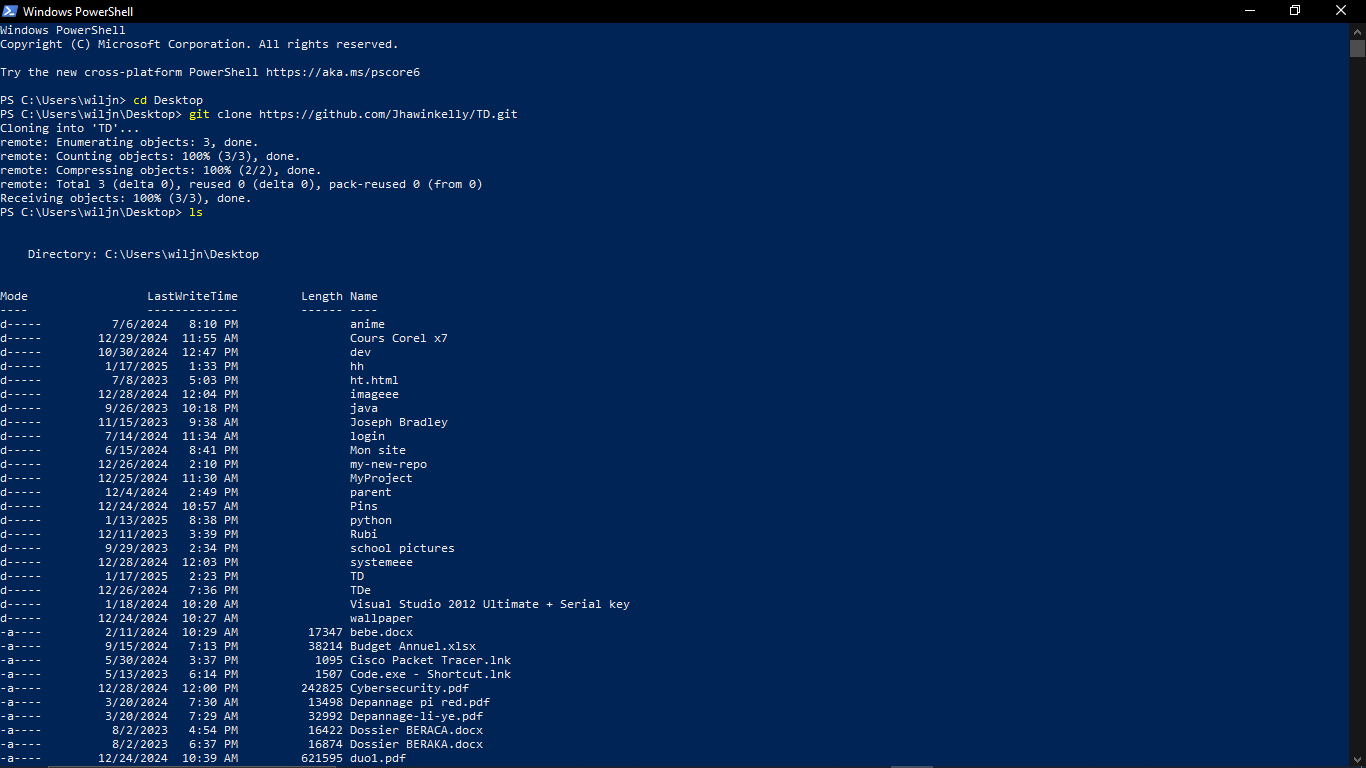 Windows PowerShell
Windows PowerShell
Copyright (C) Microsoft Corporation. All rights reserved.
Try the new cross-platform PowerShell https://aka.ms/pscore6
PS C:\Users\wiljn> cd Desktop
PS C:\Users\wiljn\Desktop> git clone https://github.com/Jhawinkelly/TD.git
Cloning into 'TD'...
remote: Enumerating objects: 3, done.
remote: Counting objects: 100% (3/3), done.
remote: Compressing objects: 100% (2/2), done.
remote: Total 3 (delta 0), reused 0 (delta 0), pack-reused 0 (from 0)
Receiving objects: 100% (3/3), done.
PS C:\Users\wiljn\Desktop> ls
Directory: C:\Users\wiljn\Desktop
Mode LastWriteTime Length Name
---- ------------- ------ ----
d----- 7/6/2024 8:10 PM anime
d----- 12/29/2024 11:55 AM Cours Corel x7
d----- 10/30/2024 12:47 PM dev
d----- 1/17/2025 1:33 PM hh
d----- 7/8/2023 5:03 PM ht.html
d----- 12/28/2024 12:04 PM imageee
d----- 9/26/2023 10:18 PM java
d----- 11/15/2023 9:38 AM Joseph Bradley
d----- 7/14/2024 11:34 AM login
d----- 6/15/2024 8:41 PM Mon site
d----- 12/26/2024 2:10 PM my-new-repo
d----- 12/25/2024 11:30 AM MyProject
d----- 12/4/2024 2:49 PM parent
d----- 12/24/2024 10:57 AM Pins
d----- 1/13/2025 8:38 PM python
d----- 12/11/2023 3:39 PM Rubi
d----- 9/29/2023 2:34 PM school pictures
d----- 12/28/2024 12:03 PM systemeee
d----- 1/17/2025 2:23 PM TD
d----- 12/26/2024 7:36 PM TDe
d----- 1/18/2024 10:20 AM Visual Studio 2012 Ultimate + Serial key
d----- 12/24/2024 10:27 AM wallpaper
-a---- 2/11/2024 10:29 AM 17347 bebe.docx
-a---- 9/15/2024 7:13 PM 38214 Budget Annuel.xlsx
-a---- 5/30/2024 3:37 PM 1095 Cisco Packet Tracer.lnk
-a---- 5/13/2023 6:14 PM 1507 Code.exe - Shortcut.lnk
-a---- 12/28/2024 12:00 PM 242825 Cybersecurity.pdf
-a---- 3/20/2024 7:30 AM 13498 Depannage pi red.pdf
-a---- 3/20/2024 7:29 AM 32992 Depannage-li-ye.pdf
-a---- 8/2/2023 4:54 PM 16422 Dossier BERACA.docx
-a---- 8/2/2023 6:37 PM 16874 Dossier BERAKA.docx
-a---- 12/24/2024 10:39 AM 621595 duo1.pdf